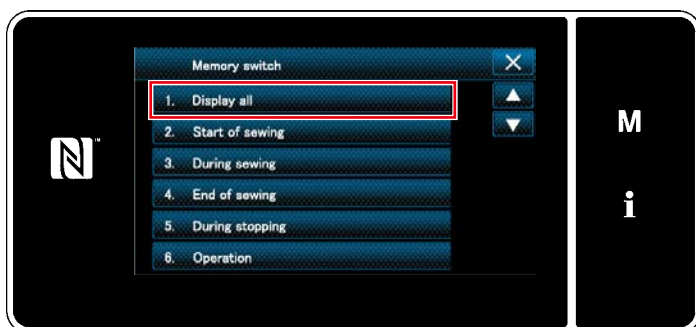 Memory switch
1. Display all
2. Start of sewing
3. During sewing
4. End of sewing
5. During stopping
6. Operation
N
M
i